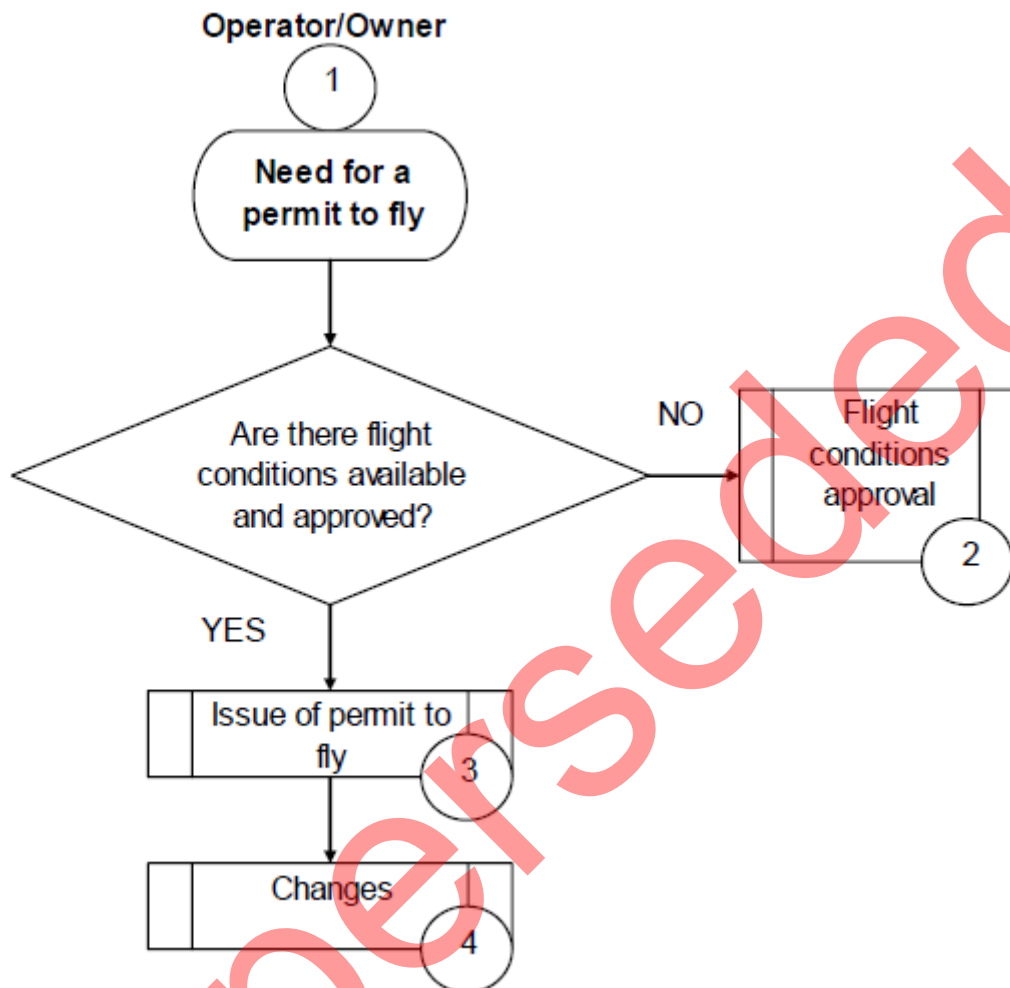 Operator/Owner
1
Need for a
permit to fly
Are there flight
conditions available
and approved?
NO
Flight
conditions
approval
2
YES
Issue of permit to
fly
3
Changes
4
perseded